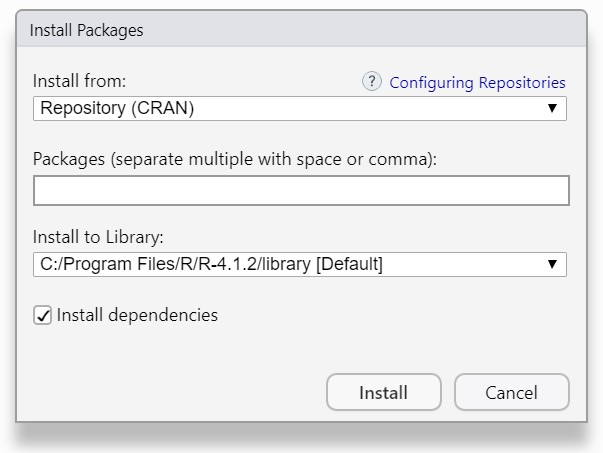 Install Packages
Install from:
? Configuring Repositories
Repository (CRAN)
Packages (separate multiple with space or comma):
Install to Library:
C:/Program Files/R/R-4.1.2/library [Default]
Install dependencies
Install
Cancel